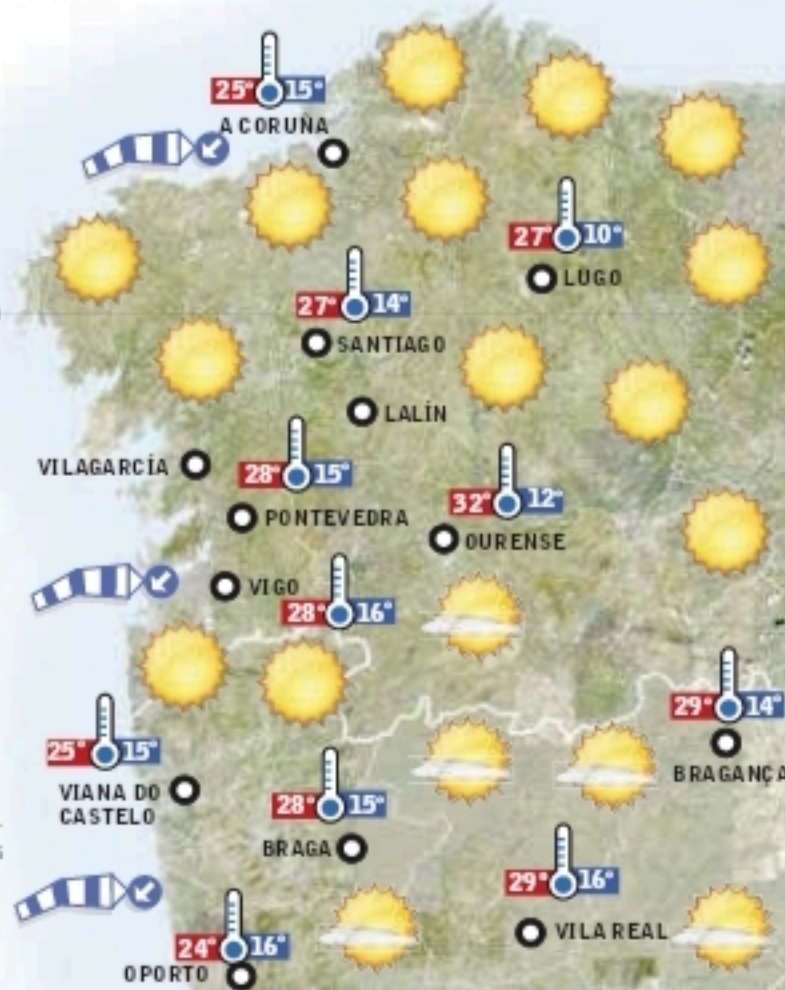 25° 15°
A CORUÑA
27° 10°
LUGO
27° 14°
SANTIAGO
LALÍN
VILAGARCÍA
28° 15°
PONTEVEDRA
32° 12°
OURENSE
VIGO
28° 16°
29° 14°
BRAGANÇA
25° 15°
VIANA DO
CASTELO
28° 15°
BRAGA
29° 16°
VILA REAL
24° 16°
OPORTO